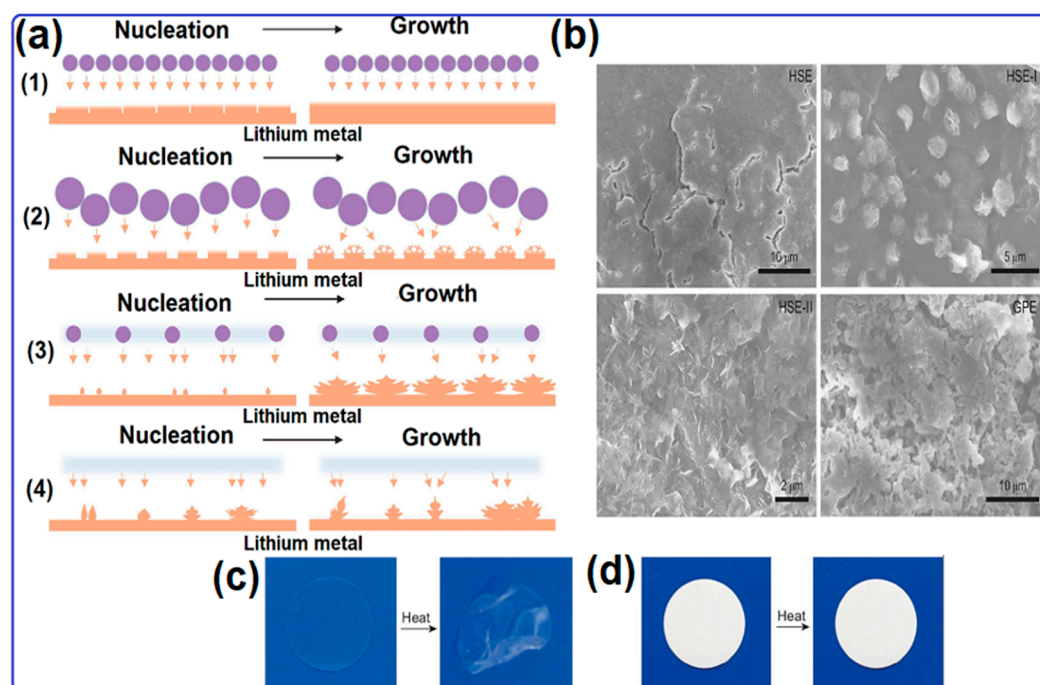 (a)
Nucleation
Growth
(1)
Lithium metal
Nucleation
Growth
(2)
Lithium metal
Nucleation
Growth
(3)
Lithium metal
Nucleation
Growth
(4)
Lithium metal
(b)
HSE
10 μm
HSE-I
5 μm
HSE-II
2 μm
GPE
10 μm
(c)
Heat
(d)
Heat